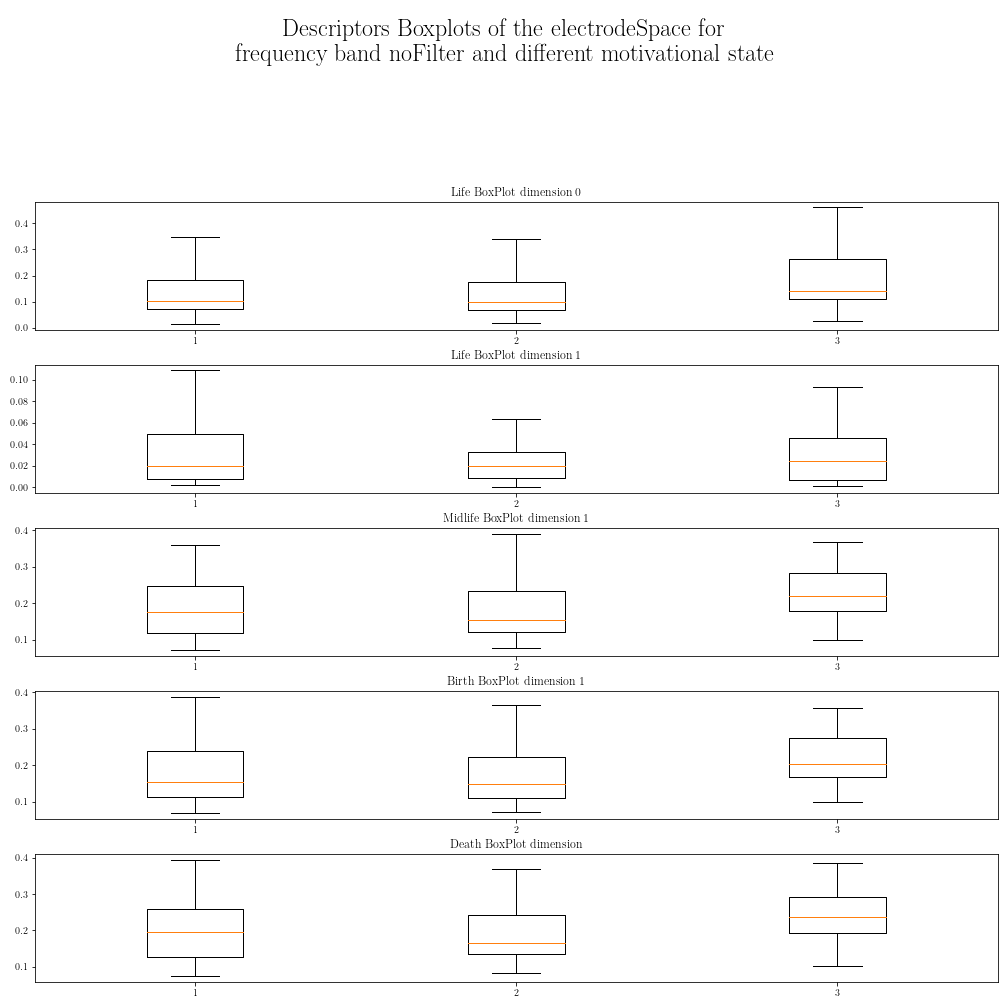 Descriptors Boxplots of the electrodeSpace for
frequency band noFilter and different motivational state
Life BoxPlot dimension 0
0.4
0.3
0.2
0.1
0.0
1 2 3
Life BoxPlot dimension 1
0.10
0.08
0.06
0.04
0.02
0.00
1 2 3
Midlife BoxPlot dimension 1
0.4
0.3
0.2
0.1
1 2 3
Birth BoxPlot dimension 1
0.4
0.3
0.2
0.1
1 2 3
Death BoxPlot dimension
0.4
0.3
0.2
0.1
1 2 3